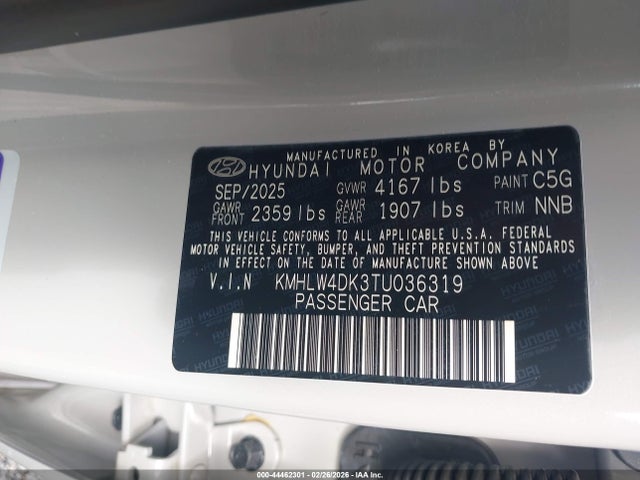 MANUFACTURED IN KOREA BY
HYUNDAI MOTOR COMPANY
SEP/2025 GVWR 4167 lbs PAINT C5G
GAWR FRONT 2359 lbs GAWR REAR 1907 lbs TRIM NNB
THIS VEHICLE CONFORMS TO ALL APPLICABLE U.S.A. FEDERAL
MOTOR VEHICLE SAFETY, BUMPER, AND THEFT PREVENTION STANDARDS
IN EFFECT ON THE DATE OF MANUFACTURE SHOWN ABOVE
V.I.N KMHLW4DK3TU036319
PASSENGER CAR
000-44462301 - 02/26/2026 - IAAI.COM